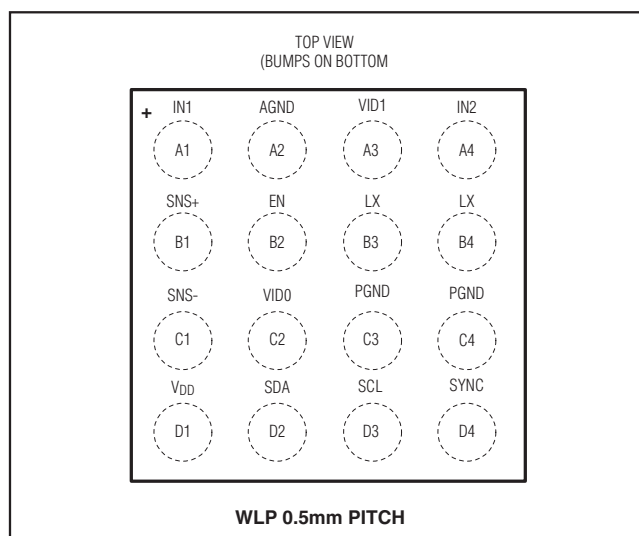 TOP VIEW
(BUMPS ON BOTTOM
+ IN1 AGND VID1 IN2
A1 A2 A3 A4
SNS+ EN LX LX
B1 B2 B3 B4
SNS- VID0 PGND PGND
C1 C2 C3 C4
VDD SDA SCL SYNC
D1 D2 D3 D4
WLP 0.5mm PITCH